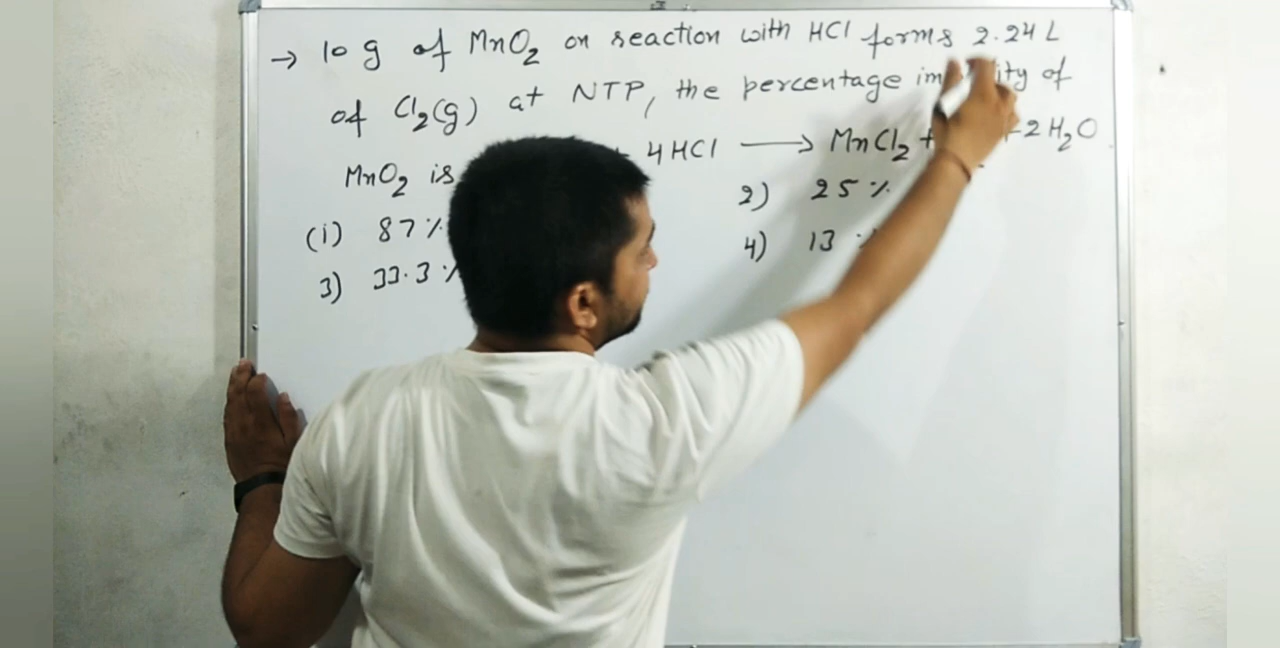 → 10 g of MnO₂ on reaction with HCl forms 2.24 L
of Cl₂(g) at NTP, the percentage of
MnO₂ is 4HCl ⟶ MnCl₂ + + 2H₂O
(1) 87% 2) 25%
3) 33.3% 4) 13